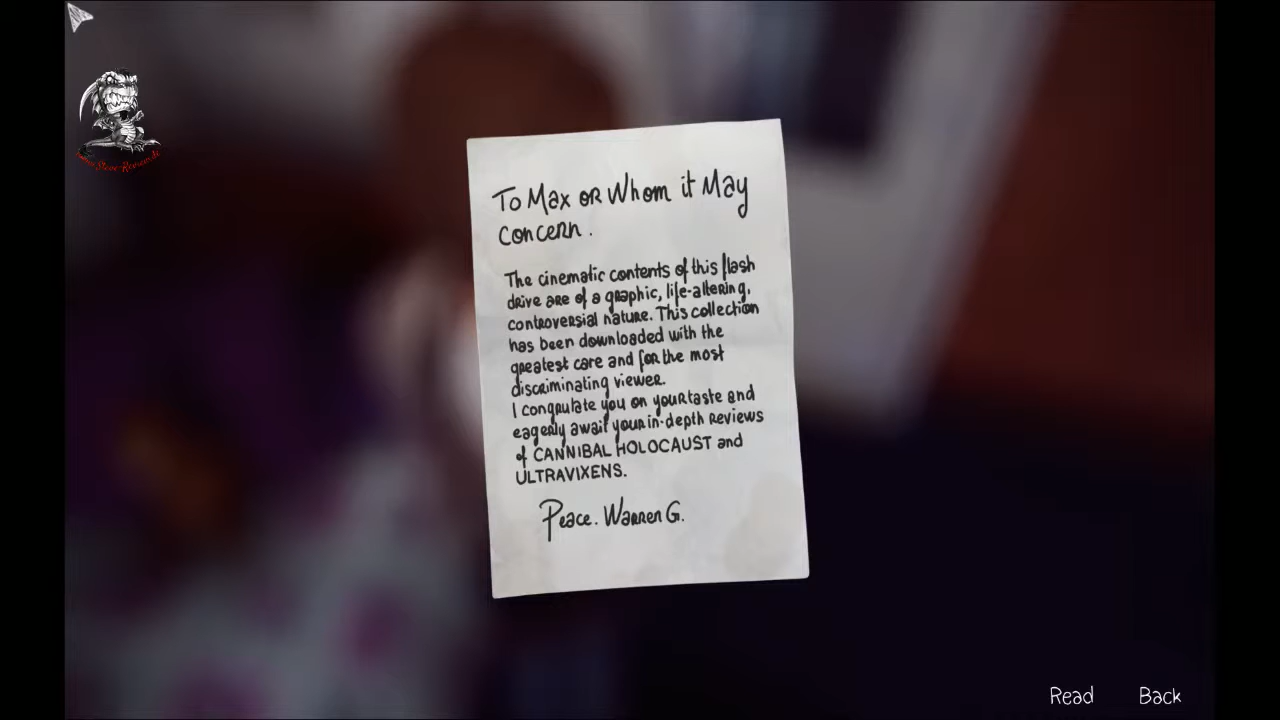 To Max or Whom it May
Concern.
The cinematic contents of this flash
drive are of a graphic, life-altering,
controversial nature. This collection
has been downloaded with the
greatest care and for the most
discriminating viewer.
I congrulate you on your taste and
eagerly await your in-depth reviews
of CANNIBAL HOLOCAUST and
ULTRAVIXENS.
Peace. Warren G.
Read Back